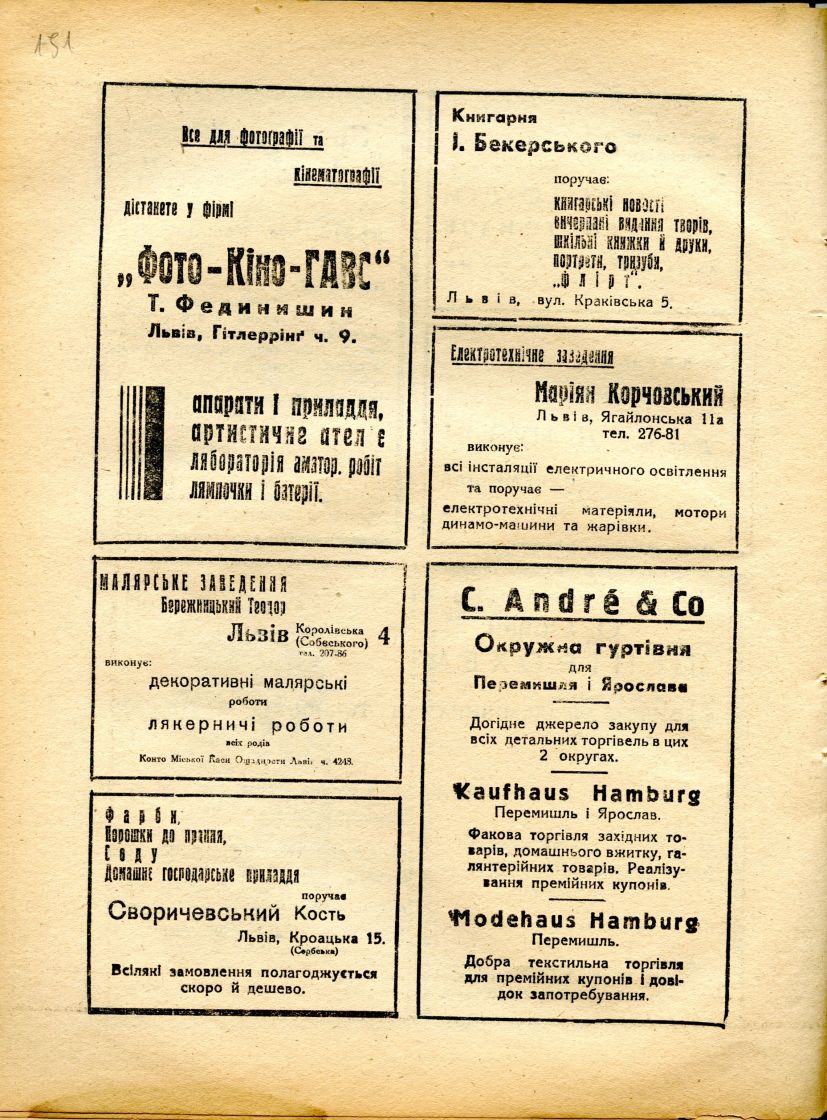 191
Все для фотоґрафії та
кінематоґрафії
дістанете у фірмі
„Фото-Кіно-ГАВС“
Т. Фединишин
Львів, Гітлеррінґ ч. 9.
апарати і приладдя,
артистичне ательє
лябораторія аматор. робіт
лямпочки і батерії.
Книгарня
І. Бекерського
поручає:
книгарські новості
вичерпані видання творів,
шкільні книжки й друки,
портрети, тризуби,
„флірт“.
Львів, вул. Краківська 5.
Електротехнічне заведення
Маріян Корчовський
Львів, Ягайлонська 11а
тел. 276-81
виконує:
всі інсталяції електричного освітлення
та поручає —
електротехнічні матеріяли, мотори
динамо-машини та жарівки.
МАЛЯРСЬКЕ ЗАВЕДЕННЯ
Бережницький Теодор
Львів Королівська
(Собєського) 4
тел. 207-86
виконує:
декоративні малярські
роботи
лякерничі роботи
всіх родів
Конто Міської Каси Ощадности Львів ч. 4248.
Фарби,
Порошки до прання,
Соду
Домашнє господарське приладдя
поручає
Своричевський Кость
Львів, Кроацька 15.
(Сербська)
Всілякі замовлення полагоджується
скоро й дешево.
C. André & Co
Окружна гуртівня
для
Перемишля і Ярослава
Догідне джерело закупу для
всіх детальних торгівель в цих
2 округах.
Kaufhaus Hamburg
Перемишль і Ярослав.
Факова торгівля західних то-
варів, домашнього вжитку, га-
лянтерійних товарів. Реалізу-
вання премійних купонів.
Modehaus Hamburg
Перемишль.
Добра текстильна торгівля
для премійних купонів і дові-
док запотребування.